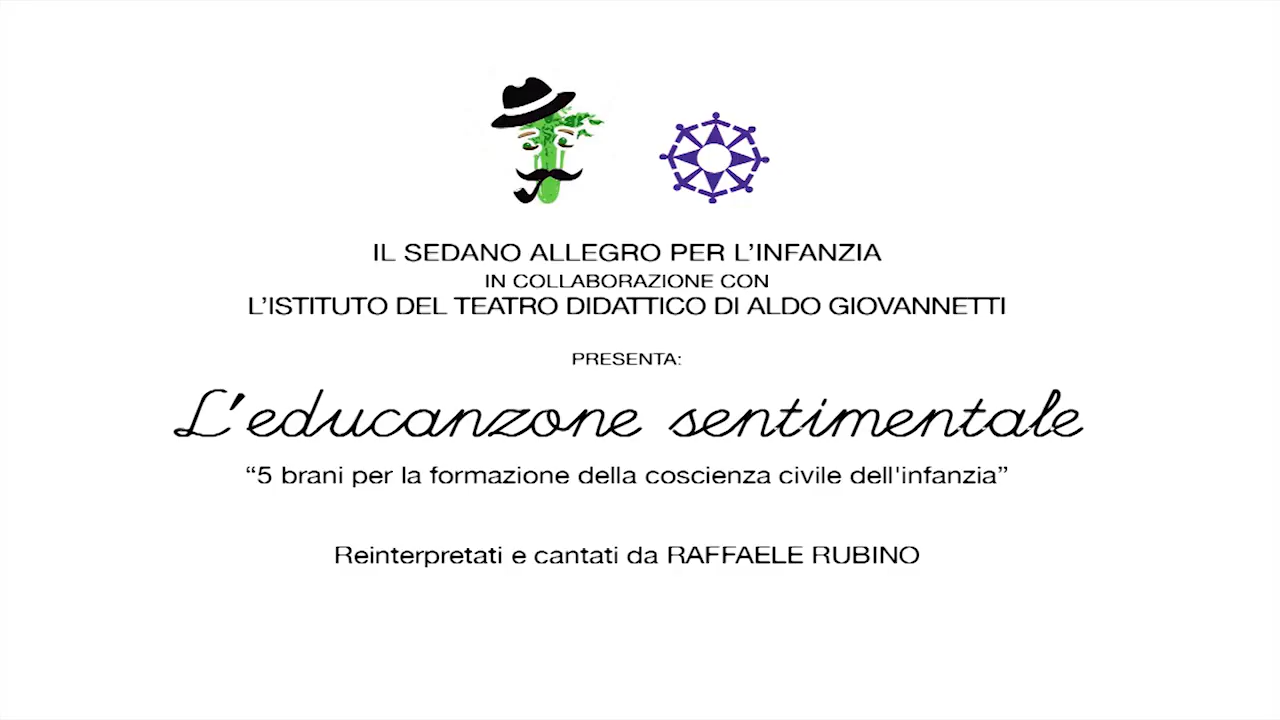 IL SEDANO ALLEGRO PER L’INFANZIA
IN COLLABORAZIONE CON
L’ISTITUTO DEL TEATRO DIDATTICO DI ALDO GIOVANNETTI
PRESENTA:
L’educanzone sentimentale
“5 brani per la formazione della coscienza civile dell'infanzia”
Reinterpretati e cantati da RAFFAELE RUBINO